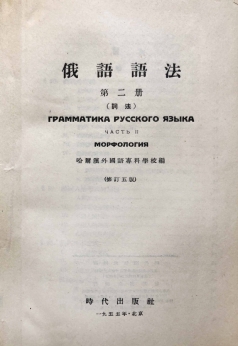 俄語語法
第二册
(詞法)
ГРАММАТИКА РУССКОГО ЯЗЫКА
ЧАСТЬ II
МОРФОЛОГИЯ
哈爾濱外國語專科學校編
(修訂五版)
時代出版社
一九五五年·北京